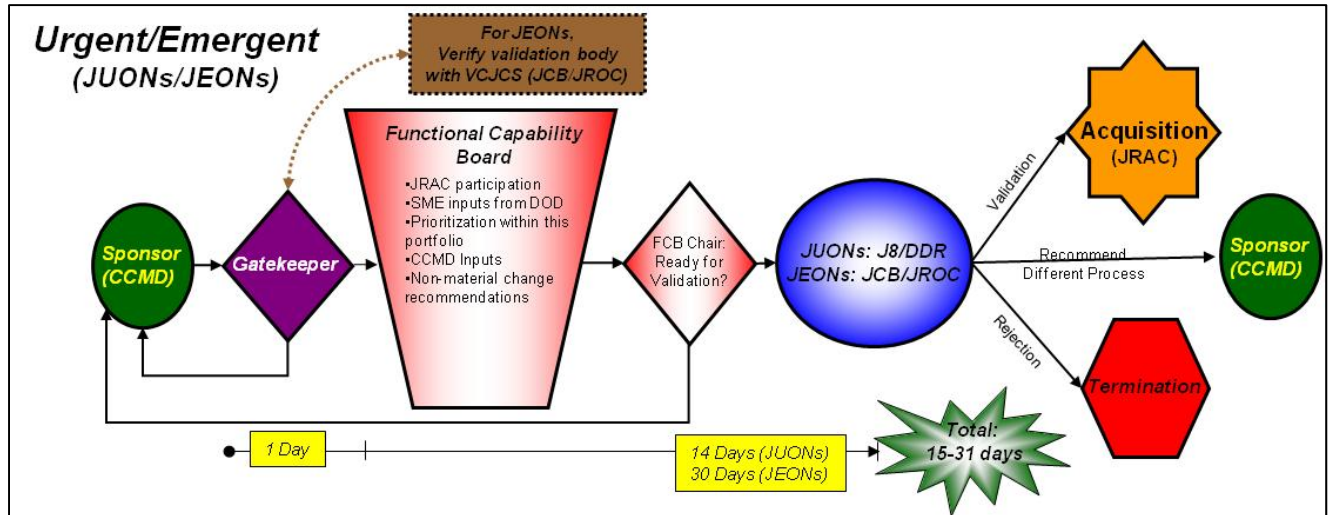 Urgent/Emergent
(JUONs/JEONs)
For JEONs,
Verify validation body
with VCJCS (JCB/JROC)
Functional Capability
Board
▪JRAC participation
▪SME inputs from DOD
▪Prioritization within this
portfolio
▪CCMD Inputs
▪Non-material change
recommendations
Sponsor
(CCMD)
Gatekeeper
FCB Chair:
Ready for
Validation?
JUONs: J8/DDR
JEONs: JCB/JROC
Validation
Acquisition
(JRAC)
Recommend
Different Process
Sponsor
(CCMD)
Rejection
Termination
1 Day
14 Days (JUONs)
30 Days (JEONs)
Total:
15-31 days